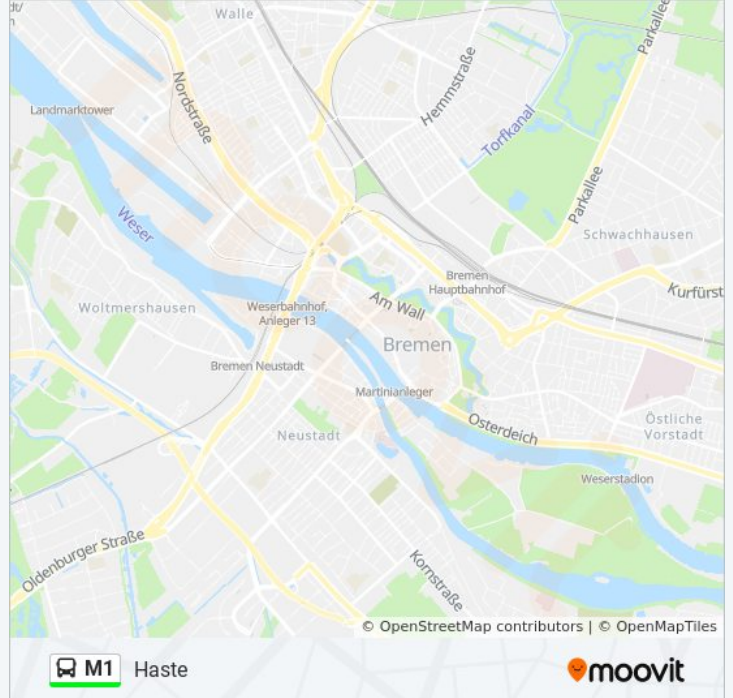 dt/
Walle
Parkallee
Hemmstraße
Nordstraße
Landmarktower
Torfkanal
Parkallee
Weser
Schwachhausen
Bremen
Hauptbahnhof
Kurfürst
Woltmershausen
Weserbahnhof,
Anleger 13
Am Wall
Bremen
Bremen Neustadt
Martinianleger
Neustadt
Osterdeich
Östliche
Vorstadt
Weserstadion
Oldenburger Straße
Kornstraße
© OpenStreetMap contributors | © OpenMapTiles
M1 Haste
moovit